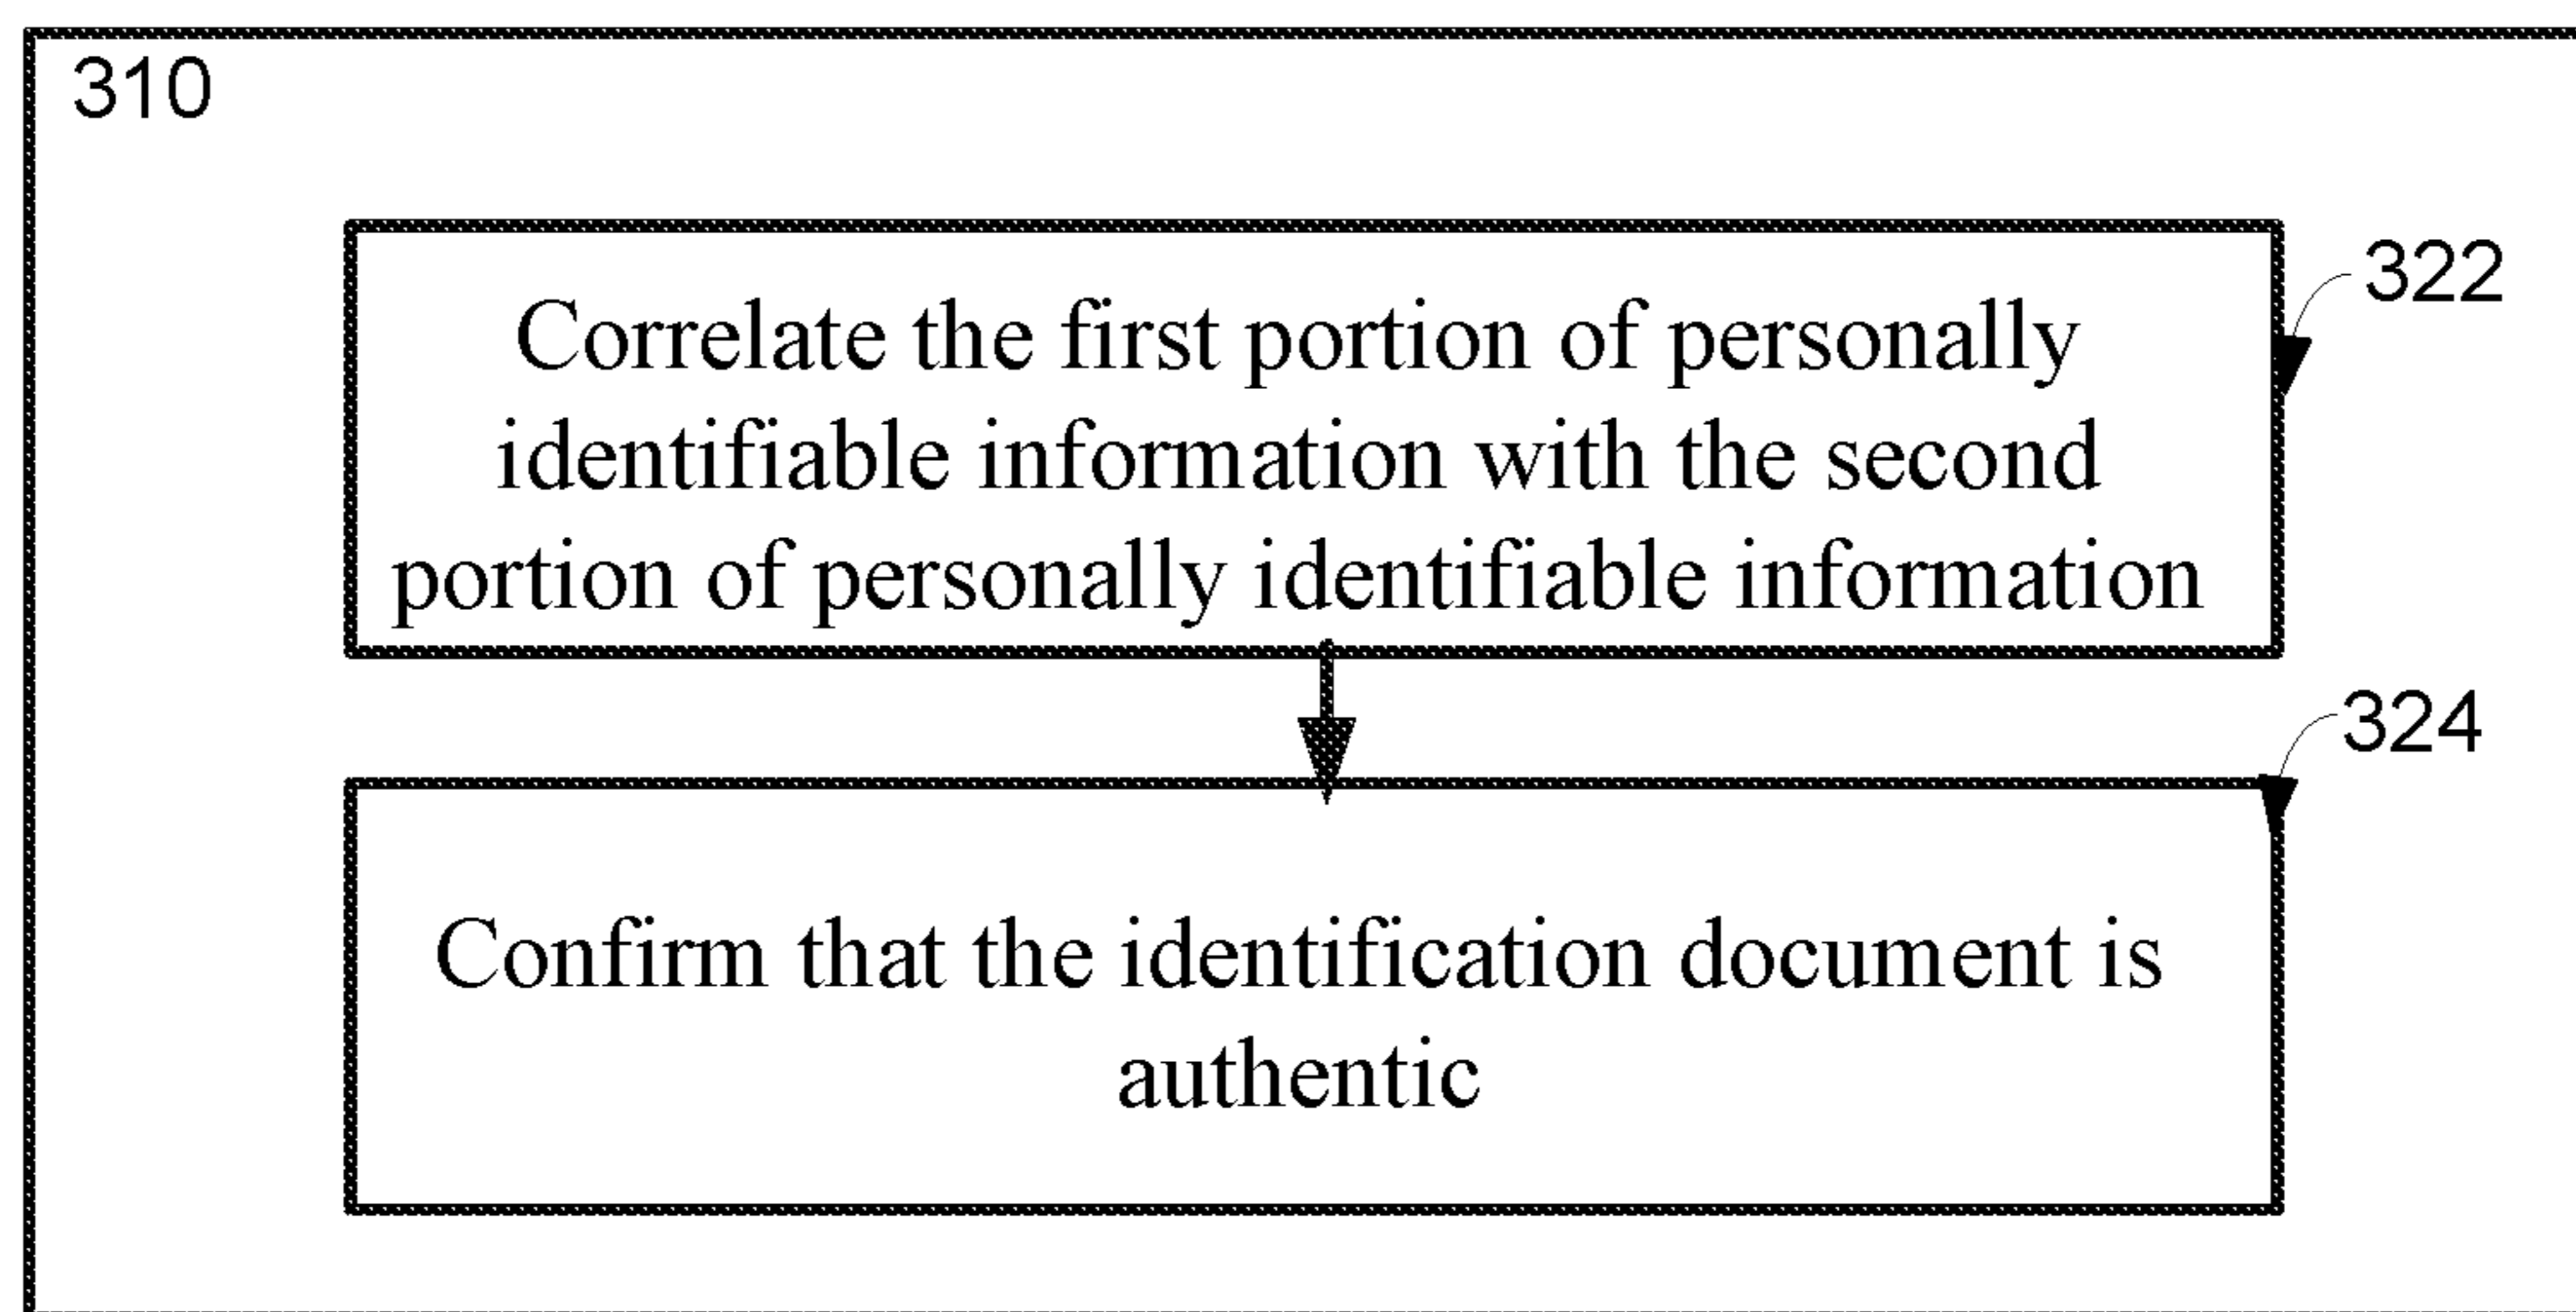 310
Correlate the first portion of personally
identifiable information with the second
portion of personally identifiable information
322
324
Confirm that the identification document is
authentic